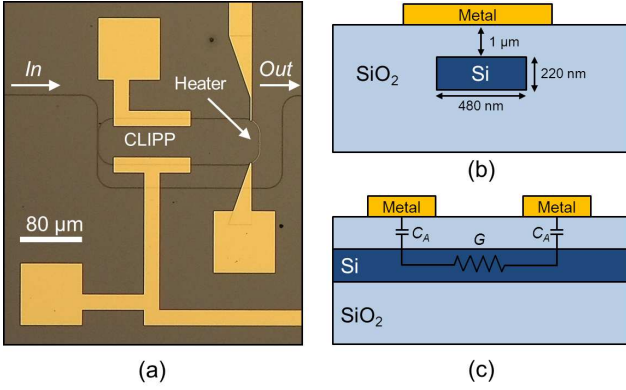 In
Out
Heater
CLIPP
80 µm
(a)
Metal
1 µm
SiO2
Si
220 nm
480 nm
(b)
Metal
Metal
CA
G
CA
Si
SiO2
(c)